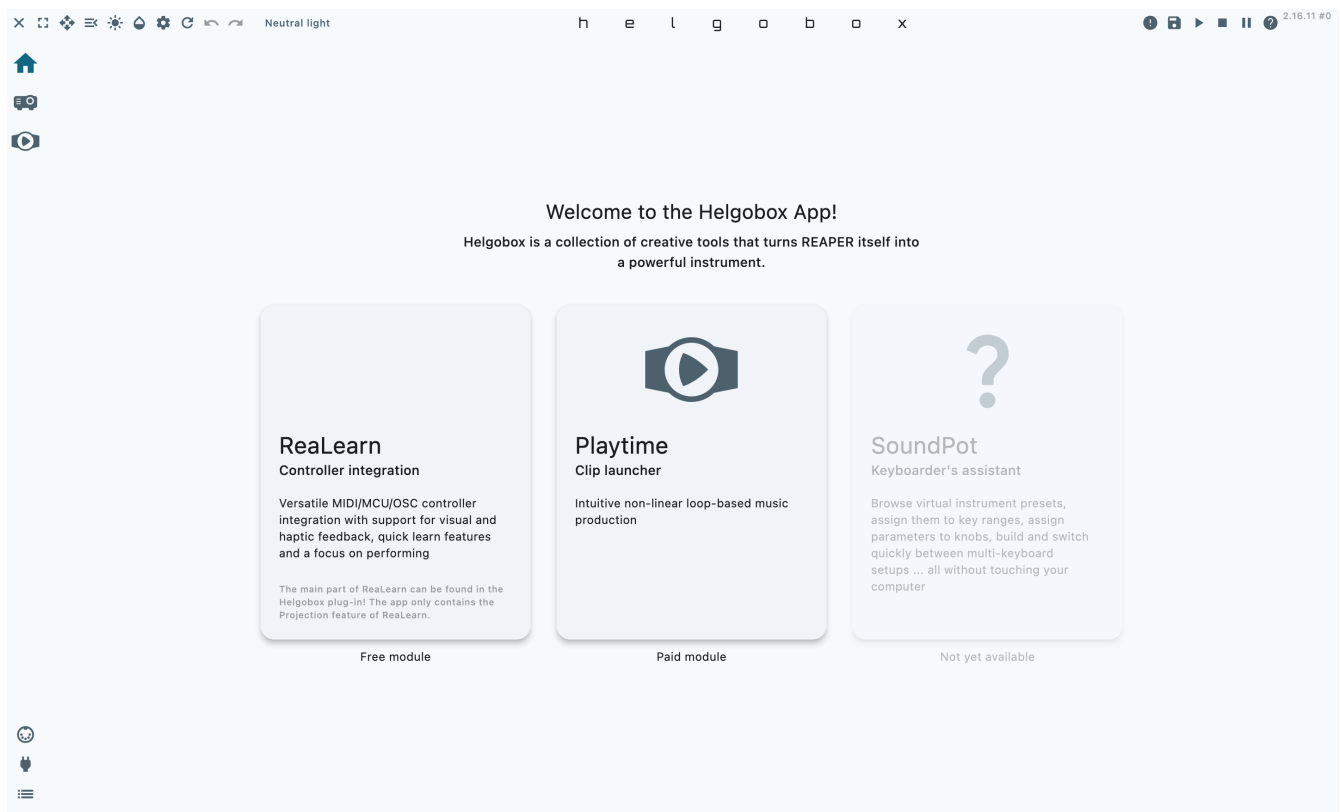 Neutral light
h e l g o b o x
2.16.11 #0
Welcome to the Helgobox App!
Helgobox is a collection of creative tools that turns REAPER itself into
a powerful instrument.
ReaLearn
Controller integration
Versatile MIDI/MCU/OSC controller
integration with support for visual and
haptic feedback, quick learn features
and a focus on performing
The main part of ReaLearn can be found in the
Helgobox plug-in! The app only contains the
Projection feature of ReaLearn.
Free module
Playtime
Clip launcher
Intuitive non-linear loop-based music
production
Paid module
?
SoundPot
Keyboarder's assistant
Browse virtual instrument presets,
assign them to key ranges, assign
parameters to knobs, build and switch
quickly between multi-keyboard
setups ... all without touching your
computer
Not yet available